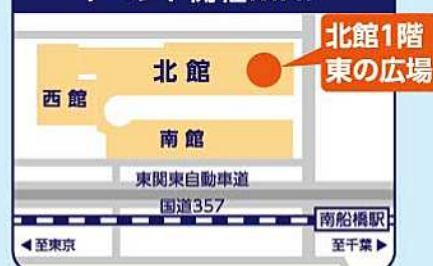 北館1階
東の広場
北館
西館
南館
東関東自動車道
国道357
南船橋駅
◀至東京
至千葉▶